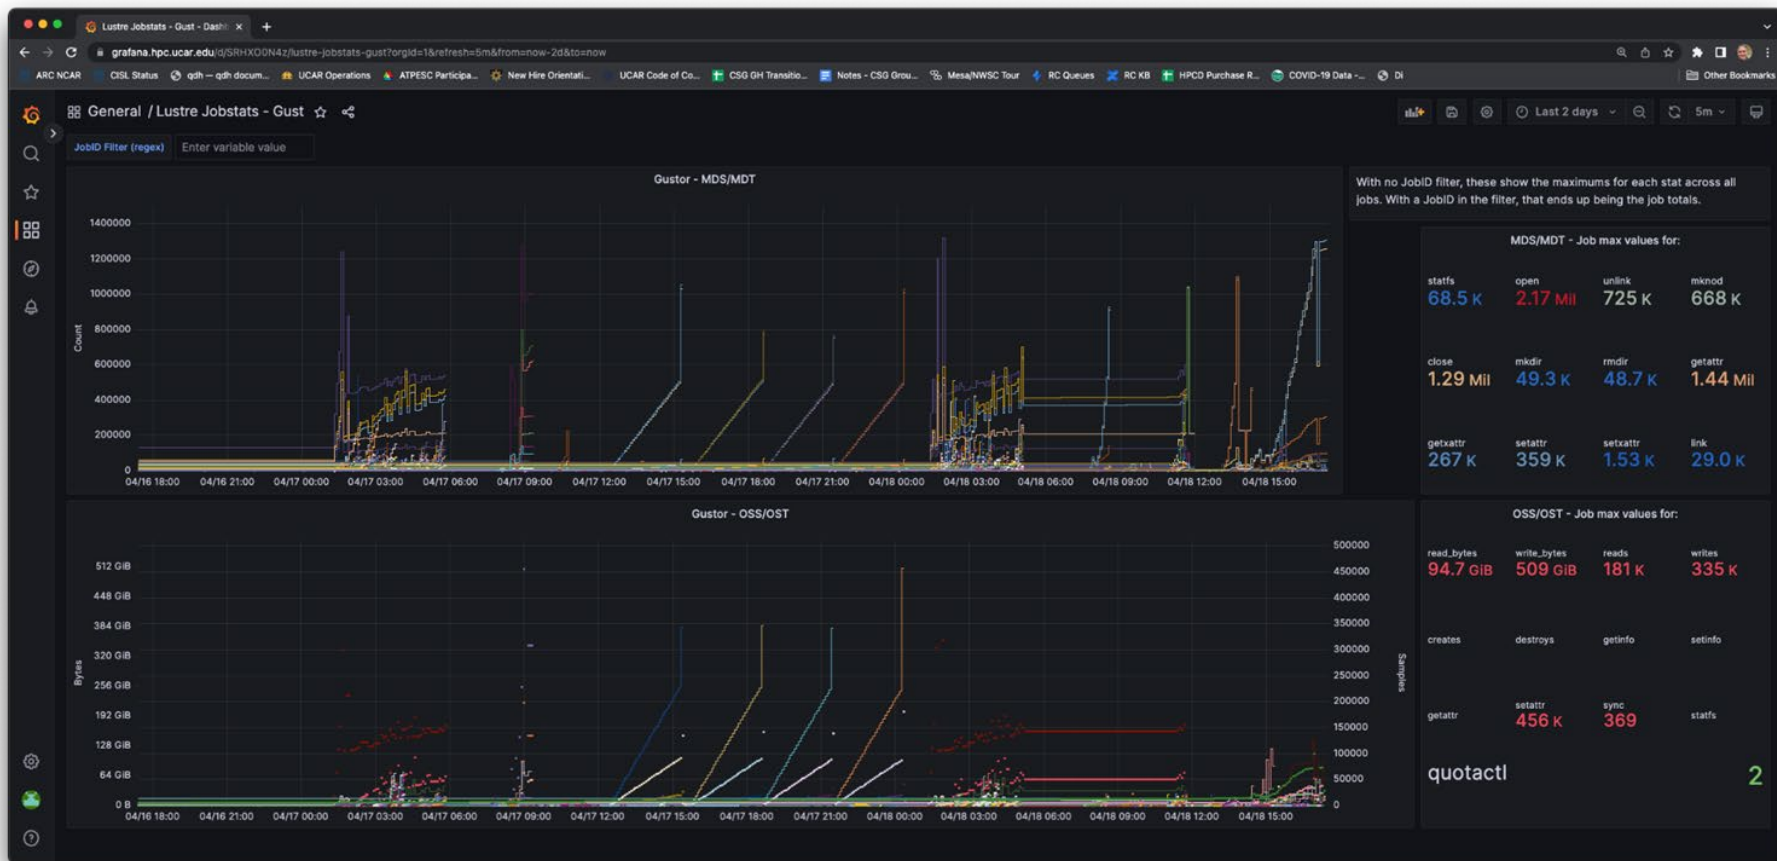 Lustre Jobstats - Gust - Dashb
grafana.hpc.ucar.edu/d/SRHXO0N4z/lustre-jobstats-gust?orgId=1&refresh=5m&from=now-2d&to=now
ARC NCAR CISL Status qdh — qdh docum... UCAR Operations ATPESC Participa... New Hire Orientati... UCAR Code of Co... CSG GH Transitio... Notes - CSG Grou... Mesa/NWSC Tour RC Queues RC KB HPCD Purchase R... COVID-19 Data -... Di Other Bookmarks
General / Lustre Jobstats - Gust Last 2 days 5m
JobID Filter (regex) Enter variable value
Gustor - MDS/MDT
Count
1400000
1200000
1000000
800000
600000
400000
200000
0
04/16 18:00 04/16 21:00 04/17 00:00 04/17 03:00 04/17 06:00 04/17 09:00 04/17 12:00 04/17 15:00 04/17 18:00 04/17 21:00 04/18 00:00 04/18 03:00 04/18 06:00 04/18 09:00 04/18 12:00 04/18 15:00
With no JobID filter, these show the maximums for each stat across all
jobs. With a JobID in the filter, that ends up being the job totals.
MDS/MDT - Job max values for:
statfs open unlink mknod
68.5 K 2.17 Mil 725 K 668 K
close mkdir rmdir getattr
1.29 Mil 49.3 K 48.7 K 1.44 Mil
getxattr setattr setxattr link
267 K 359 K 1.53 K 29.0 K
Gustor - OSS/OST
Bytes
512 GiB
448 GiB
384 GiB
320 GiB
256 GiB
192 GiB
128 GiB
64 GiB
0 B
500000
450000
400000
350000
300000
250000
200000
150000
100000
50000
0
Samples
04/16 18:00 04/16 21:00 04/17 00:00 04/17 03:00 04/17 06:00 04/17 09:00 04/17 12:00 04/17 15:00 04/17 18:00 04/17 21:00 04/18 00:00 04/18 03:00 04/18 06:00 04/18 09:00 04/18 12:00 04/18 15:00
OSS/OST - Job max values for:
read_bytes write_bytes reads writes
94.7 GiB 509 GiB 181 K 335 K
creates destroys getinfo setinfo
getattr setattr sync statfs
456 K 369
quotactl 2